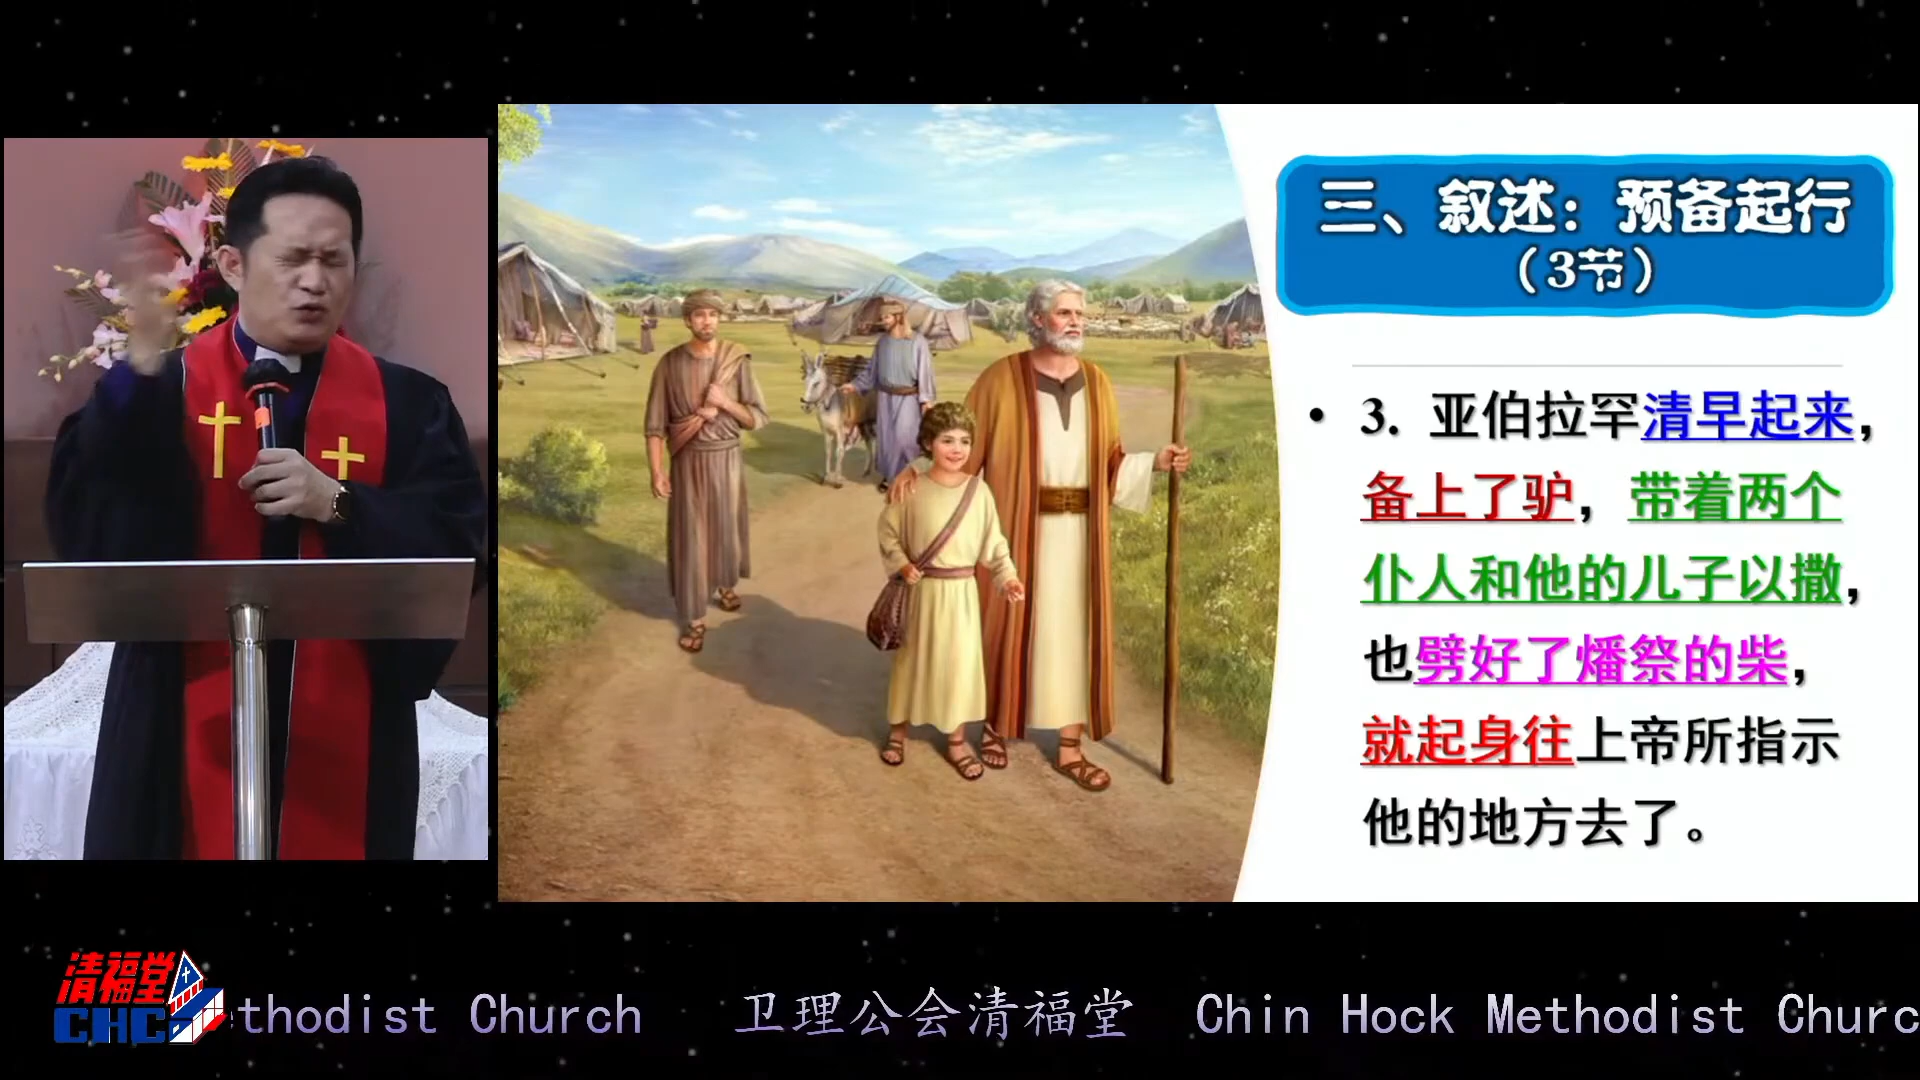 三、叙述：预备起行
（3节）
• 3. 亚伯拉罕清早起来，
备上了驴，带着两个
仆人和他的儿子以撒，
也劈好了燔祭的柴，
就起身往上帝所指示
他的地方去了。
清福堂
CHC
ethodist Church 卫理公会清福堂 Chin Hock Methodist Churc